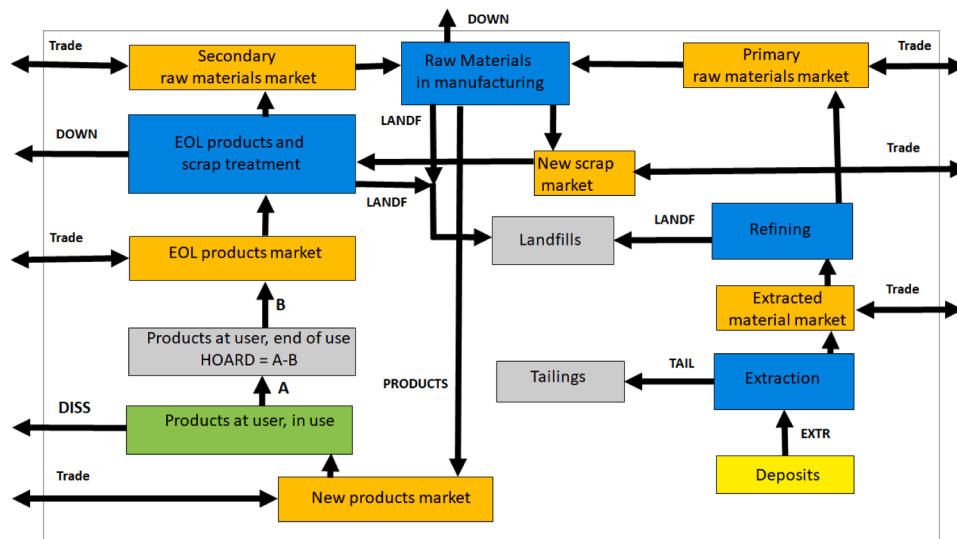 DOWN
Trade
Secondary
raw materials market
Raw Materials
in manufacturing
Primary
raw materials market
Trade
LANDF
DOWN
EOL products and
scrap treatment
New scrap
market
Trade
LANDF
Trade
EOL products market
Landfills
LANDF
Refining
Trade
Extracted
material market
B
Products at user, end of use
HOARD = A-B
TAIL
Tailings
Extraction
PRODUCTS
A
DISS
Products at user, in use
EXTR
Trade
Deposits
New products market